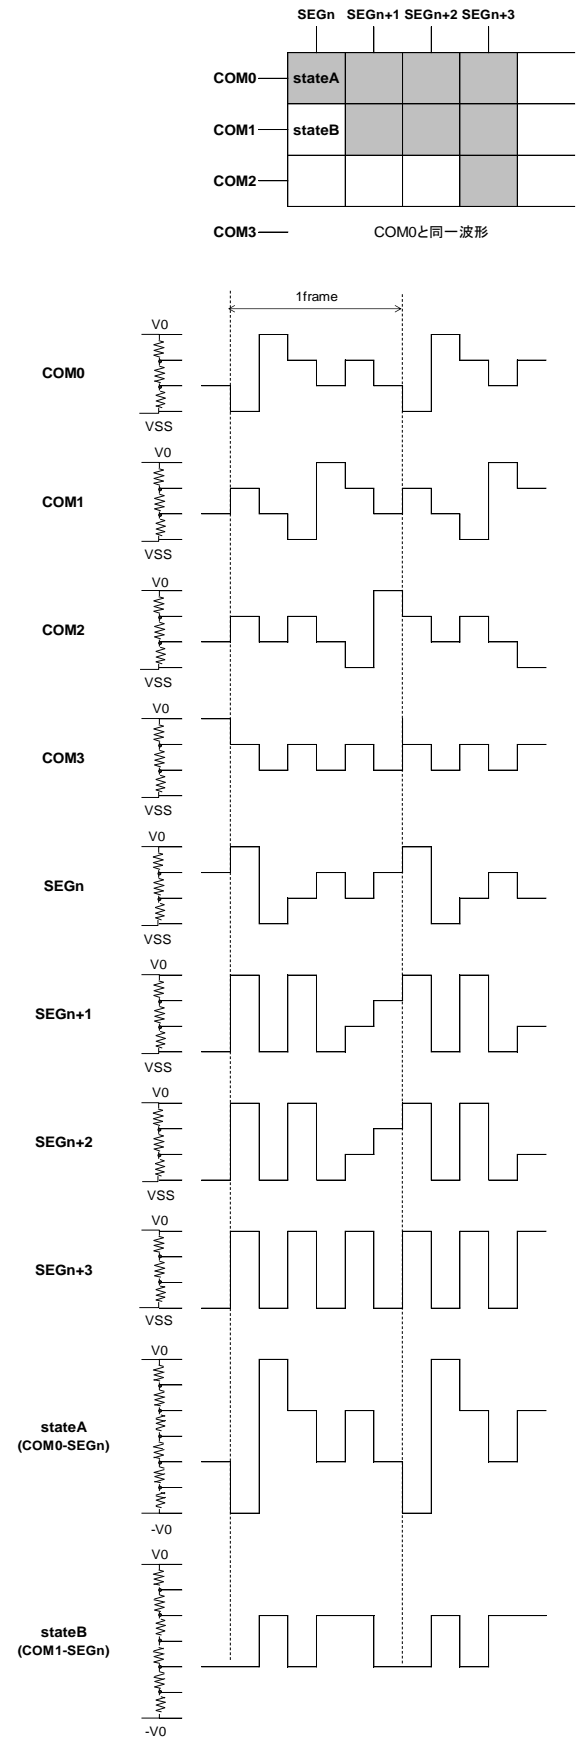 SEGn SEGn+1 SEGn+2 SEGn+3
COM0 stateA
COM1 stateB
COM2
COM3 COM0と同一波形
1frame
V0
COM0
VSS
V0
COM1
VSS
V0
COM2
VSS
V0
COM3
VSS
V0
SEGn
VSS
V0
SEGn+1
VSS
V0
SEGn+2
VSS
V0
SEGn+3
VSS
V0
stateA
(COM0-SEGn)
-V0
V0
stateB
(COM1-SEGn)
-V0